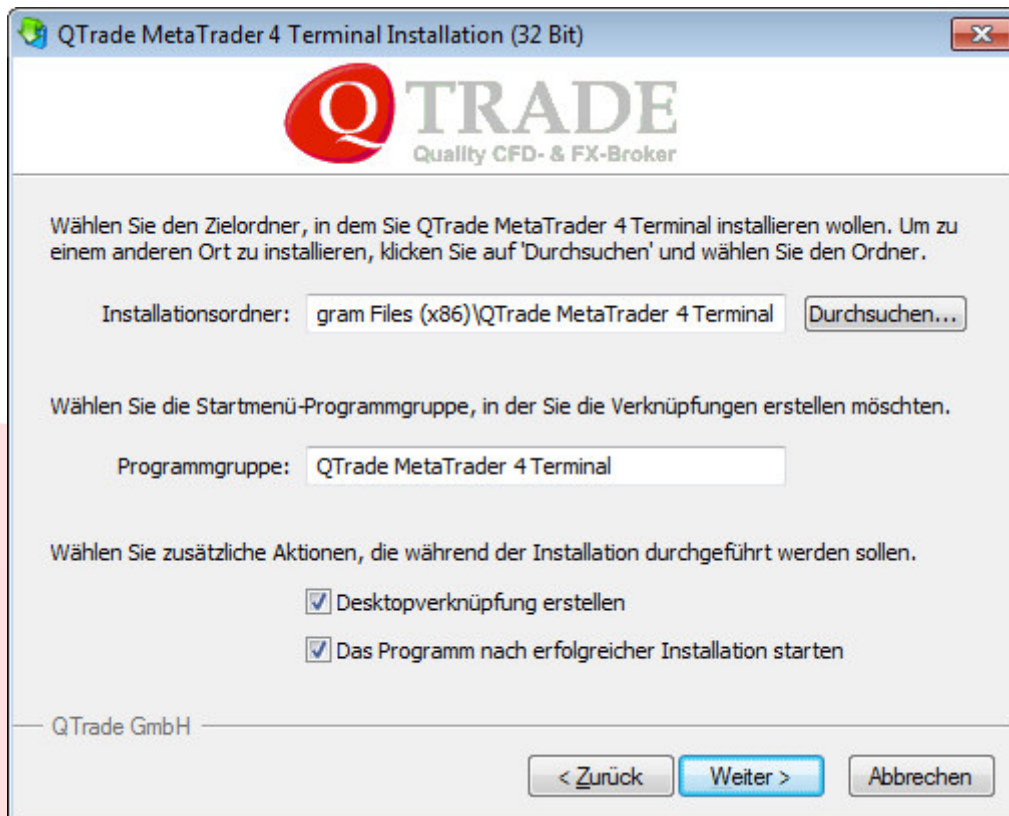 QTrade MetaTrader 4 Terminal Installation (32 Bit)
Q TRADE
Quality CFD- & FX-Broker
Wählen Sie den Zielordner, in dem Sie QTrade MetaTrader 4 Terminal installieren wollen. Um zu
einem anderen Ort zu installieren, klicken Sie auf 'Durchsuchen' und wählen Sie den Ordner.
Installationsordner: gram Files (x86)\QTrade MetaTrader 4 Terminal Durchsuchen...
Wählen Sie die Startmenü-Programmgruppe, in der Sie die Verknüpfungen erstellen möschten.
Programmgruppe: QTrade MetaTrader 4 Terminal
Wählen Sie zusätzliche Aktionen, die während der Installation durchgeführt werden sollen.
Desktopverknüpfung erstellen
Das Programm nach erfolgreicher Installation starten
QTrade GmbH
< Zurück Weiter > Abbrechen